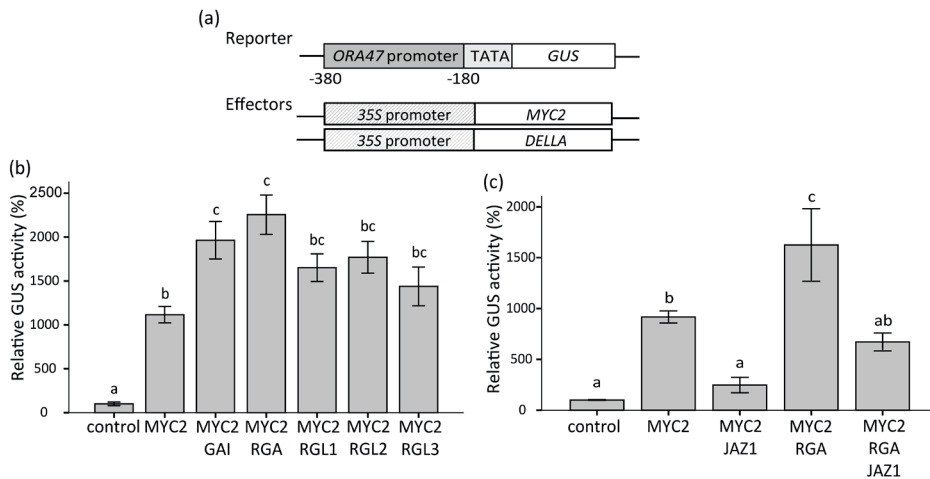 (a)
Reporter
ORA47 promoter TATA GUS
-380 -180
Effectors
35S promoter MYC2
35S promoter DELLA
(b)
Relative GUS activity (%)
2500
2000
1500
1000
500
0
a b c c bc bc bc
control MYC2 MYC2 MYC2 MYC2 MYC2 MYC2
GAI RGA RGL1 RGL2 RGL3
(c)
Relative GUS activity (%)
2000
1500
1000
500
0
a b a c ab
control MYC2 MYC2 MYC2 MYC2
JAZ1 RGA RGA
JAZ1